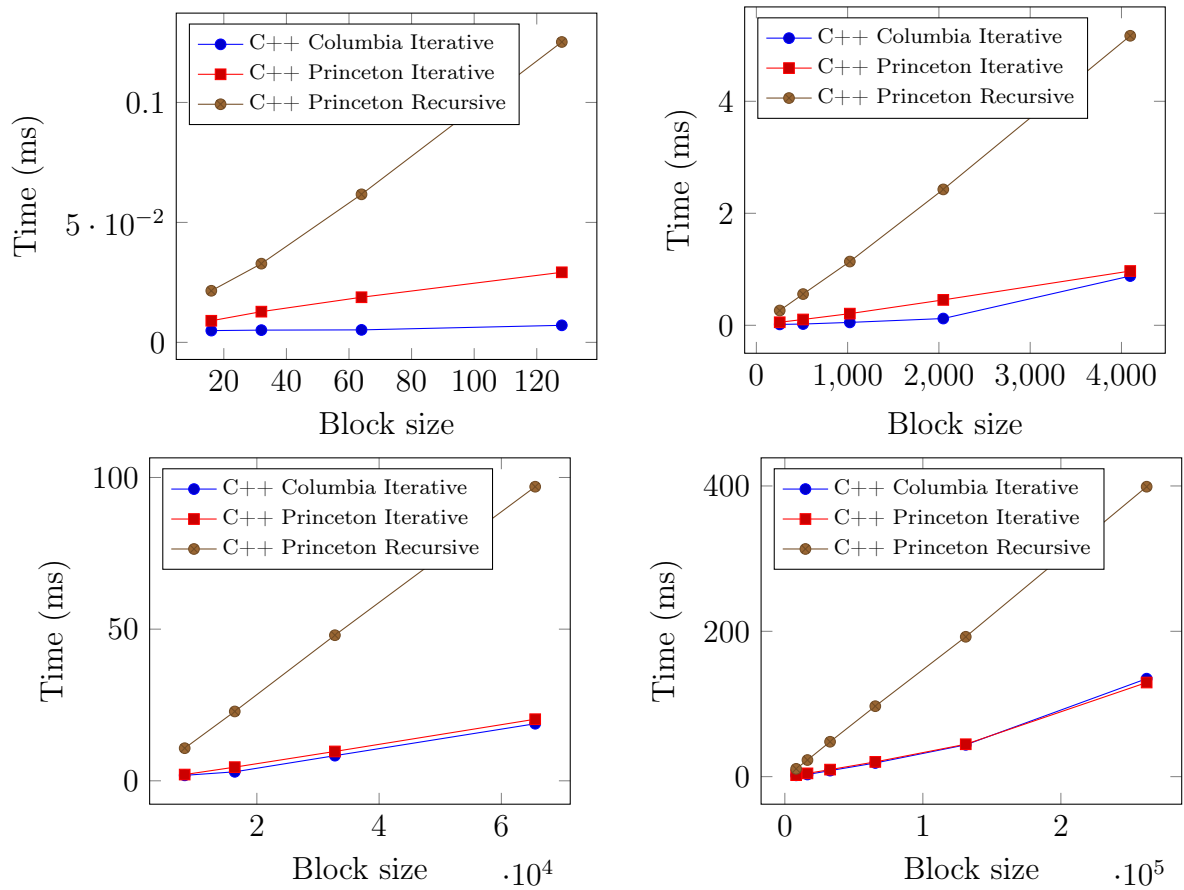 C++ Columbia Iterative
C++ Princeton Iterative
C++ Princeton Recursive
0.1
5 · 10⁻²
0
Time (ms)
20 40 60 80 100 120
Block size
C++ Columbia Iterative
C++ Princeton Iterative
C++ Princeton Recursive
4
2
0
Time (ms)
0 1,000 2,000 3,000 4,000
Block size
C++ Columbia Iterative
C++ Princeton Iterative
C++ Princeton Recursive
100
50
0
Time (ms)
2 4 6
Block size
·10⁴
C++ Columbia Iterative
C++ Princeton Iterative
C++ Princeton Recursive
400
200
0
Time (ms)
0 1 2
Block size
·10⁵